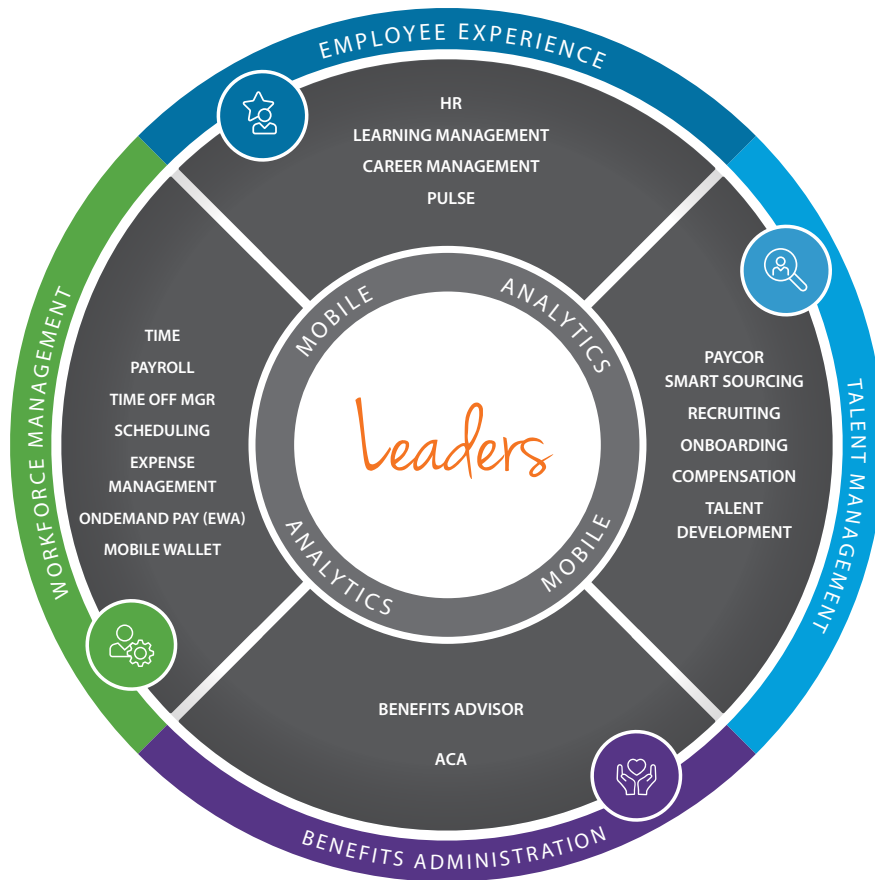 EMPLOYEE EXPERIENCE
HR
LEARNING MANAGEMENT
CAREER MANAGEMENT
PULSE
WORKFORCE MANAGEMENT
TIME
PAYROLL
TIME OFF MGR
SCHEDULING
EXPENSE
MANAGEMENT
ONDEMAND PAY (EWA)
MOBILE WALLET
MOBILE
ANALYTICS
Leaders
ANALYTICS
MOBILE
PAYCOR
SMART SOURCING
RECRUITING
ONBOARDING
COMPENSATION
TALENT
DEVELOPMENT
TALENT MANAGEMENT
BENEFITS ADVISOR
ACA
BENEFITS ADMINISTRATION